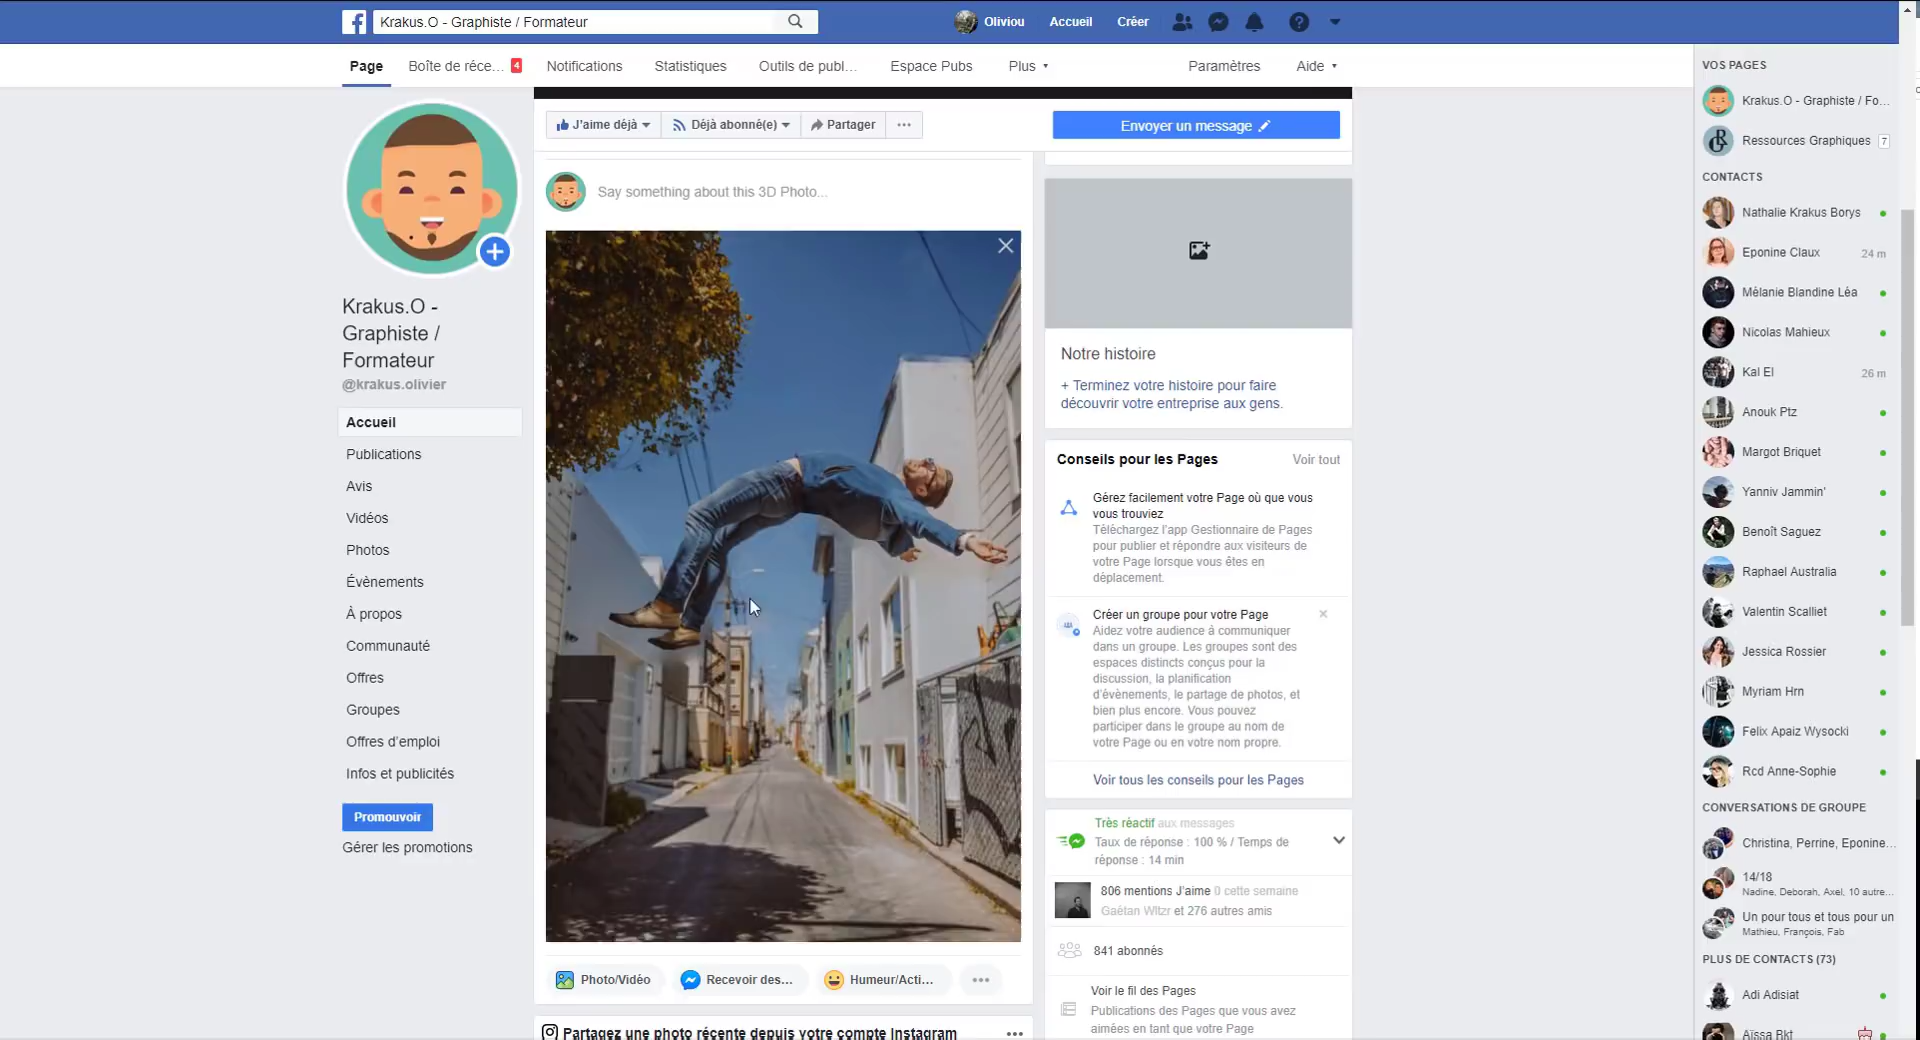 Krakus.O - Graphiste / Formateur
Oliviou
Accueil
Créer
Page
Boîte de réce... 4
Notifications
Statistiques
Outils de publ...
Espace Pubs
Plus
Paramètres
Aide
J'aime déjà
Déjà abonné(e)
Partager
Envoyer un message
Krakus.O -
Graphiste /
Formateur
@krakus.olivier
Accueil
Publications
Avis
Vidéos
Photos
Évènements
À propos
Communauté
Offres
Groupes
Offres d'emploi
Infos et publicités
Promouvoir
Gérer les promotions
Say something about this 3D Photo...
Photo/Vidéo
Recevoir des...
Humeur/Acti...
Partagez une photo récente depuis votre compte Instagram
Notre histoire
+ Terminez votre histoire pour faire
découvrir votre entreprise aux gens.
Conseils pour les Pages
Voir tout
Gérez facilement votre Page où que vous
vous trouviez
Téléchargez l'app Gestionnaire de Pages
pour publier et répondre aux visiteurs de
votre Page lorsque vous êtes en
déplacement.
Créer un groupe pour votre Page
Aidez votre audience à communiquer
dans un groupe. Les groupes sont des
espaces distincts conçus pour la
discussion, la planification
d'évènements, le partage de photos, et
bien plus encore. Vous pouvez
participer dans le groupe au nom de
votre Page ou en votre nom propre.
Voir tous les conseils pour les Pages
Très réactif aux messages
Taux de réponse : 100 % / Temps de
réponse : 14 min
806 mentions J'aime 0 cette semaine
Gaëtan Wltzr et 276 autres amis
841 abonnés
Voir le fil des Pages
Publications des Pages que vous avez
aimées en tant que votre Page
VOS PAGES
Krakus.O - Graphiste / Fo...
Ressources Graphiques 7
CONTACTS
Nathalie Krakus Borys
Eponine Claux 24 m
Mélanie Blandine Léa
Nicolas Mahieux
Kal El 26 m
Anouk Ptz
Margot Briquet
Yanniv Jammin'
Benoît Saguez
Raphael Australia
Valentin Scalliet
Jessica Rossier
Myriam Hrn
Felix Apaiz Wysocki
Rcd Anne-Sophie
CONVERSATIONS DE GROUPE
Christina, Perrine, Eponine...
14/18
Nadine, Deborah, Axel, 10 autre...
Un pour tous et tous pour un
Mathieu, François, Fab
PLUS DE CONTACTS (73)
Adi Adisiat
Aïssa Rkt